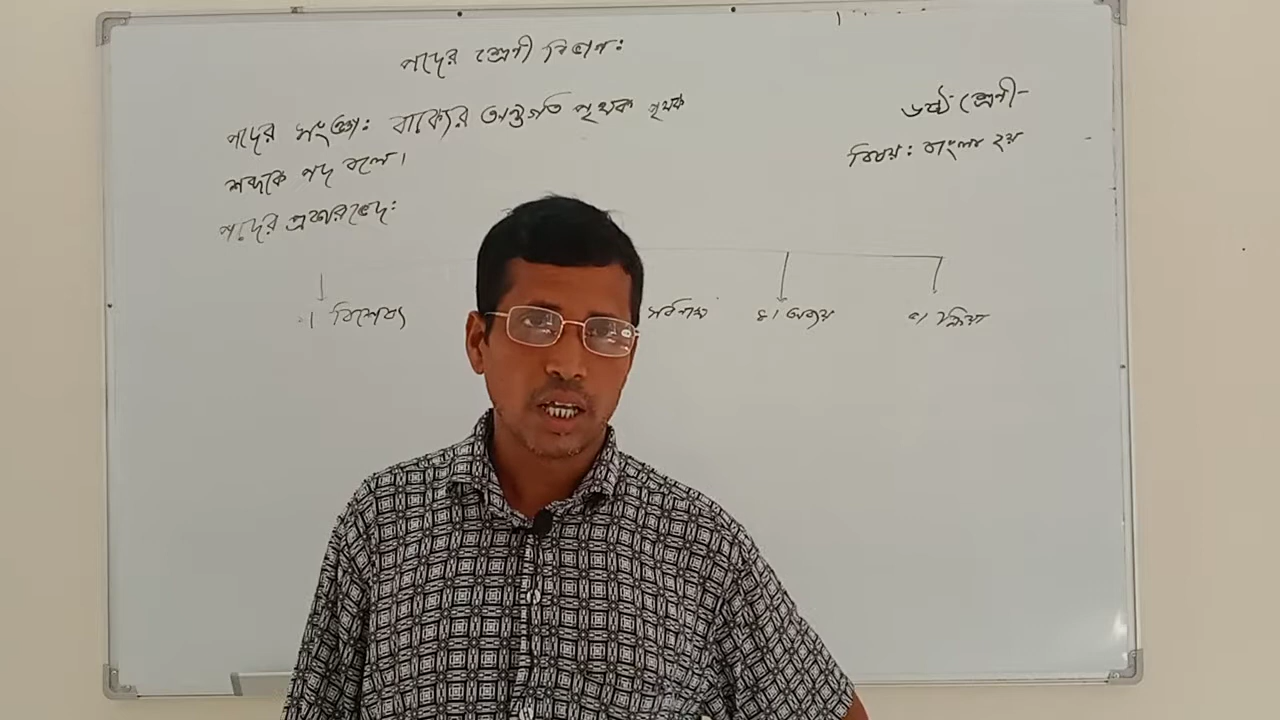 পদের শ্রেণী বিভাগ:
৬ষ্ঠ শ্রেণী-
বিষয়: বাংলা ২য়
পদের সংজ্ঞা: বাক্যের অন্তর্গত পৃথক পৃথক
শব্দকে পদ বলে।
পদের প্রকারভেদ:
১। বিশেষ্য সর্বনাম ৪। অব্যয় ৫। ক্রিয়া